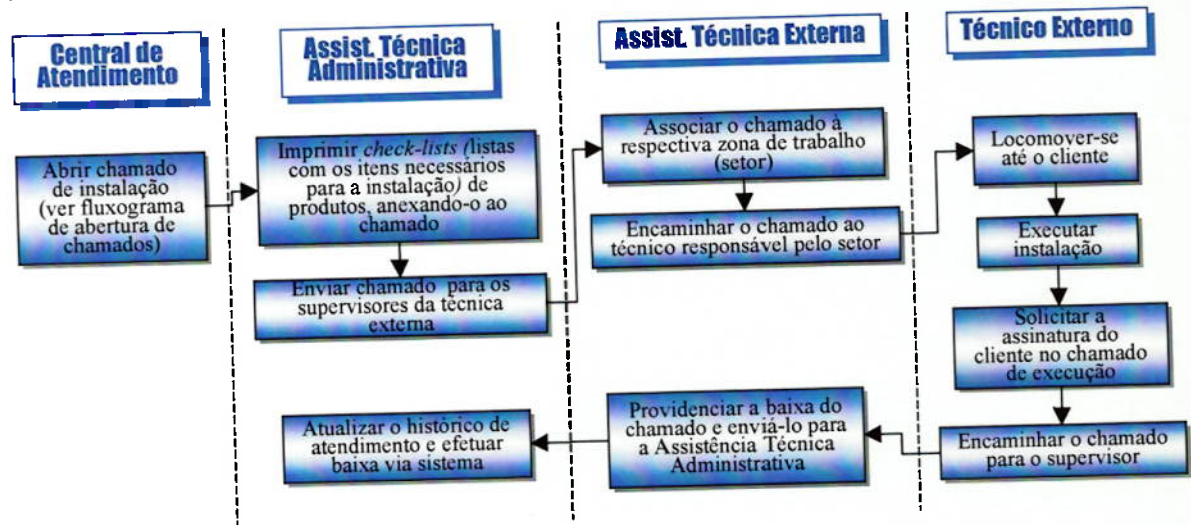 Central de
Atendimento
Assist. Técnica
Administrativa
Assist. Técnica Externa
Técnico Externo
Abrir chamado
de instalação
(ver fluxograma
de abertura de
chamados)
Imprimir check-lists (listas
com os itens necessários
para a instalação) de
produtos, anexando-o ao
chamado
Enviar chamado para os
supervisores da técnica
externa
Associar o chamado à
respectiva zona de trabalho
(setor)
Encaminhar o chamado ao
técnico responsável pelo setor
Locomover-se
até o cliente
Executar
instalação
Solicitar a
assinatura do
cliente no chamado
de execução
Encaminhar o chamado
para o supervisor
Providenciar a baixa do
chamado e enviá-lo para
a Assistência Técnica
Administrativa
Atualizar o histórico de
atendimento e efetuar
baixa via sistema